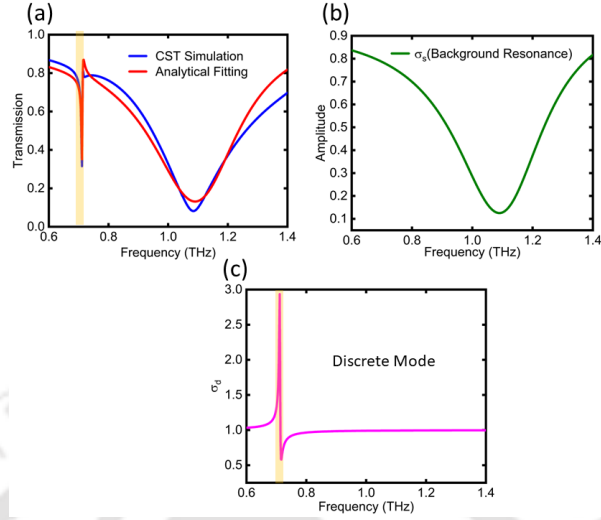 (a)
1.0
0.8
0.6
0.4
0.2
0.0
Transmission
CST Simulation
Analytical Fitting
0.6 0.8 1.0 1.2 1.4
Frequency (THz)
(b)
0.9
0.8
0.7
0.6
0.5
0.4
0.3
0.2
0.1
Amplitude
σs(Background Resonance)
0.6 0.8 1.0 1.2 1.4
Frequency (THz)
(c)
3.0
2.5
2.0
1.5
1.0
0.5
σd
Discrete Mode
0.6 0.8 1.0 1.2 1.4
Frequency (THz)